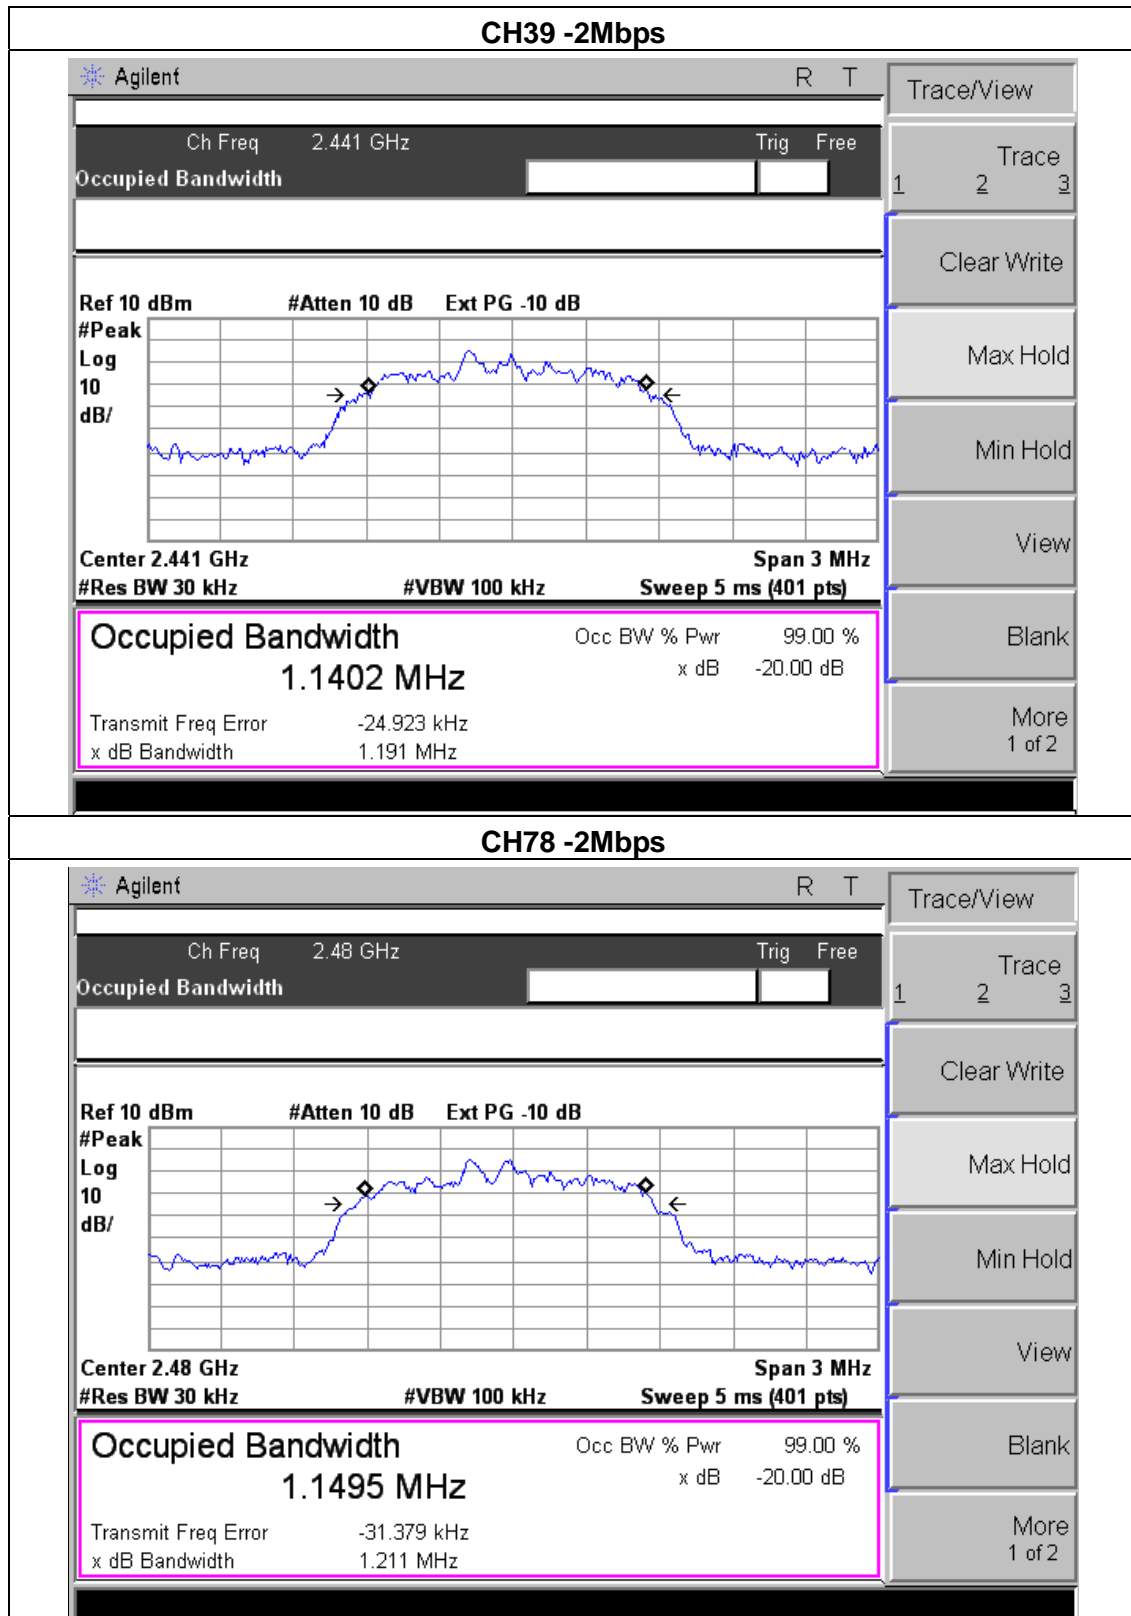 CH39 -2Mbps
Agilent R T
Trace/View
Ch Freq 2.441 GHz Trig Free
Occupied Bandwidth
Trace
1 2 3
Clear Write
Ref 10 dBm #Atten 10 dB Ext PG -10 dB
#Peak
Log
10
dB/
Max Hold
Min Hold
View
Center 2.441 GHz Span 3 MHz
#Res BW 30 kHz #VBW 100 kHz Sweep 5 ms (401 pts)
Occupied Bandwidth Occ BW % Pwr 99.00 %
1.1402 MHz x dB -20.00 dB
Blank
Transmit Freq Error -24.923 kHz
x dB Bandwidth 1.191 MHz
More
1 of 2
CH78 -2Mbps
Agilent R T
Trace/View
Ch Freq 2.48 GHz Trig Free
Occupied Bandwidth
Trace
1 2 3
Clear Write
Ref 10 dBm #Atten 10 dB Ext PG -10 dB
#Peak
Log
10
dB/
Max Hold
Min Hold
View
Center 2.48 GHz Span 3 MHz
#Res BW 30 kHz #VBW 100 kHz Sweep 5 ms (401 pts)
Occupied Bandwidth Occ BW % Pwr 99.00 %
1.1495 MHz x dB -20.00 dB
Blank
Transmit Freq Error -31.379 kHz
x dB Bandwidth 1.211 MHz
More
1 of 2